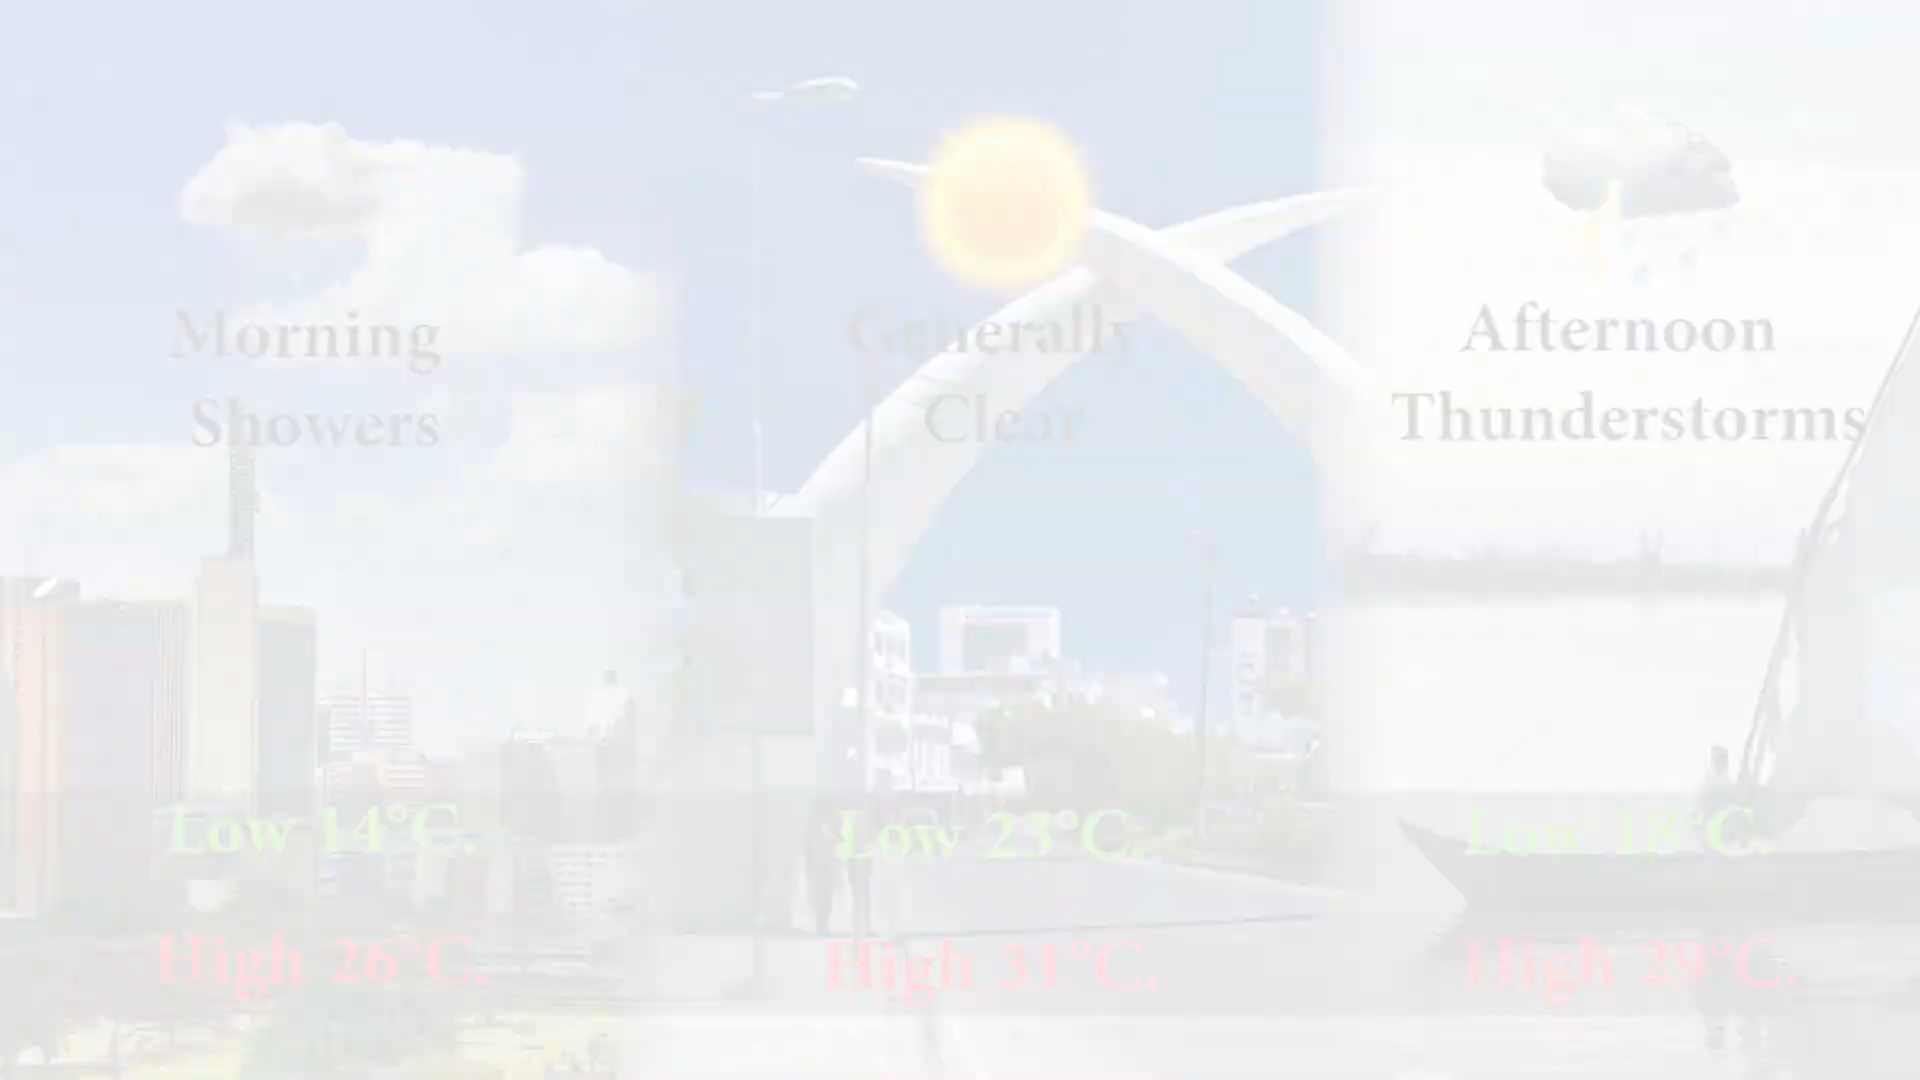 Morning
Showers
Low 14°C.
High 26°C.
Generally
Clear
Low 23°C.
High 31°C.
Afternoon
Thunderstorms
Low 18°C.
High 29°C.